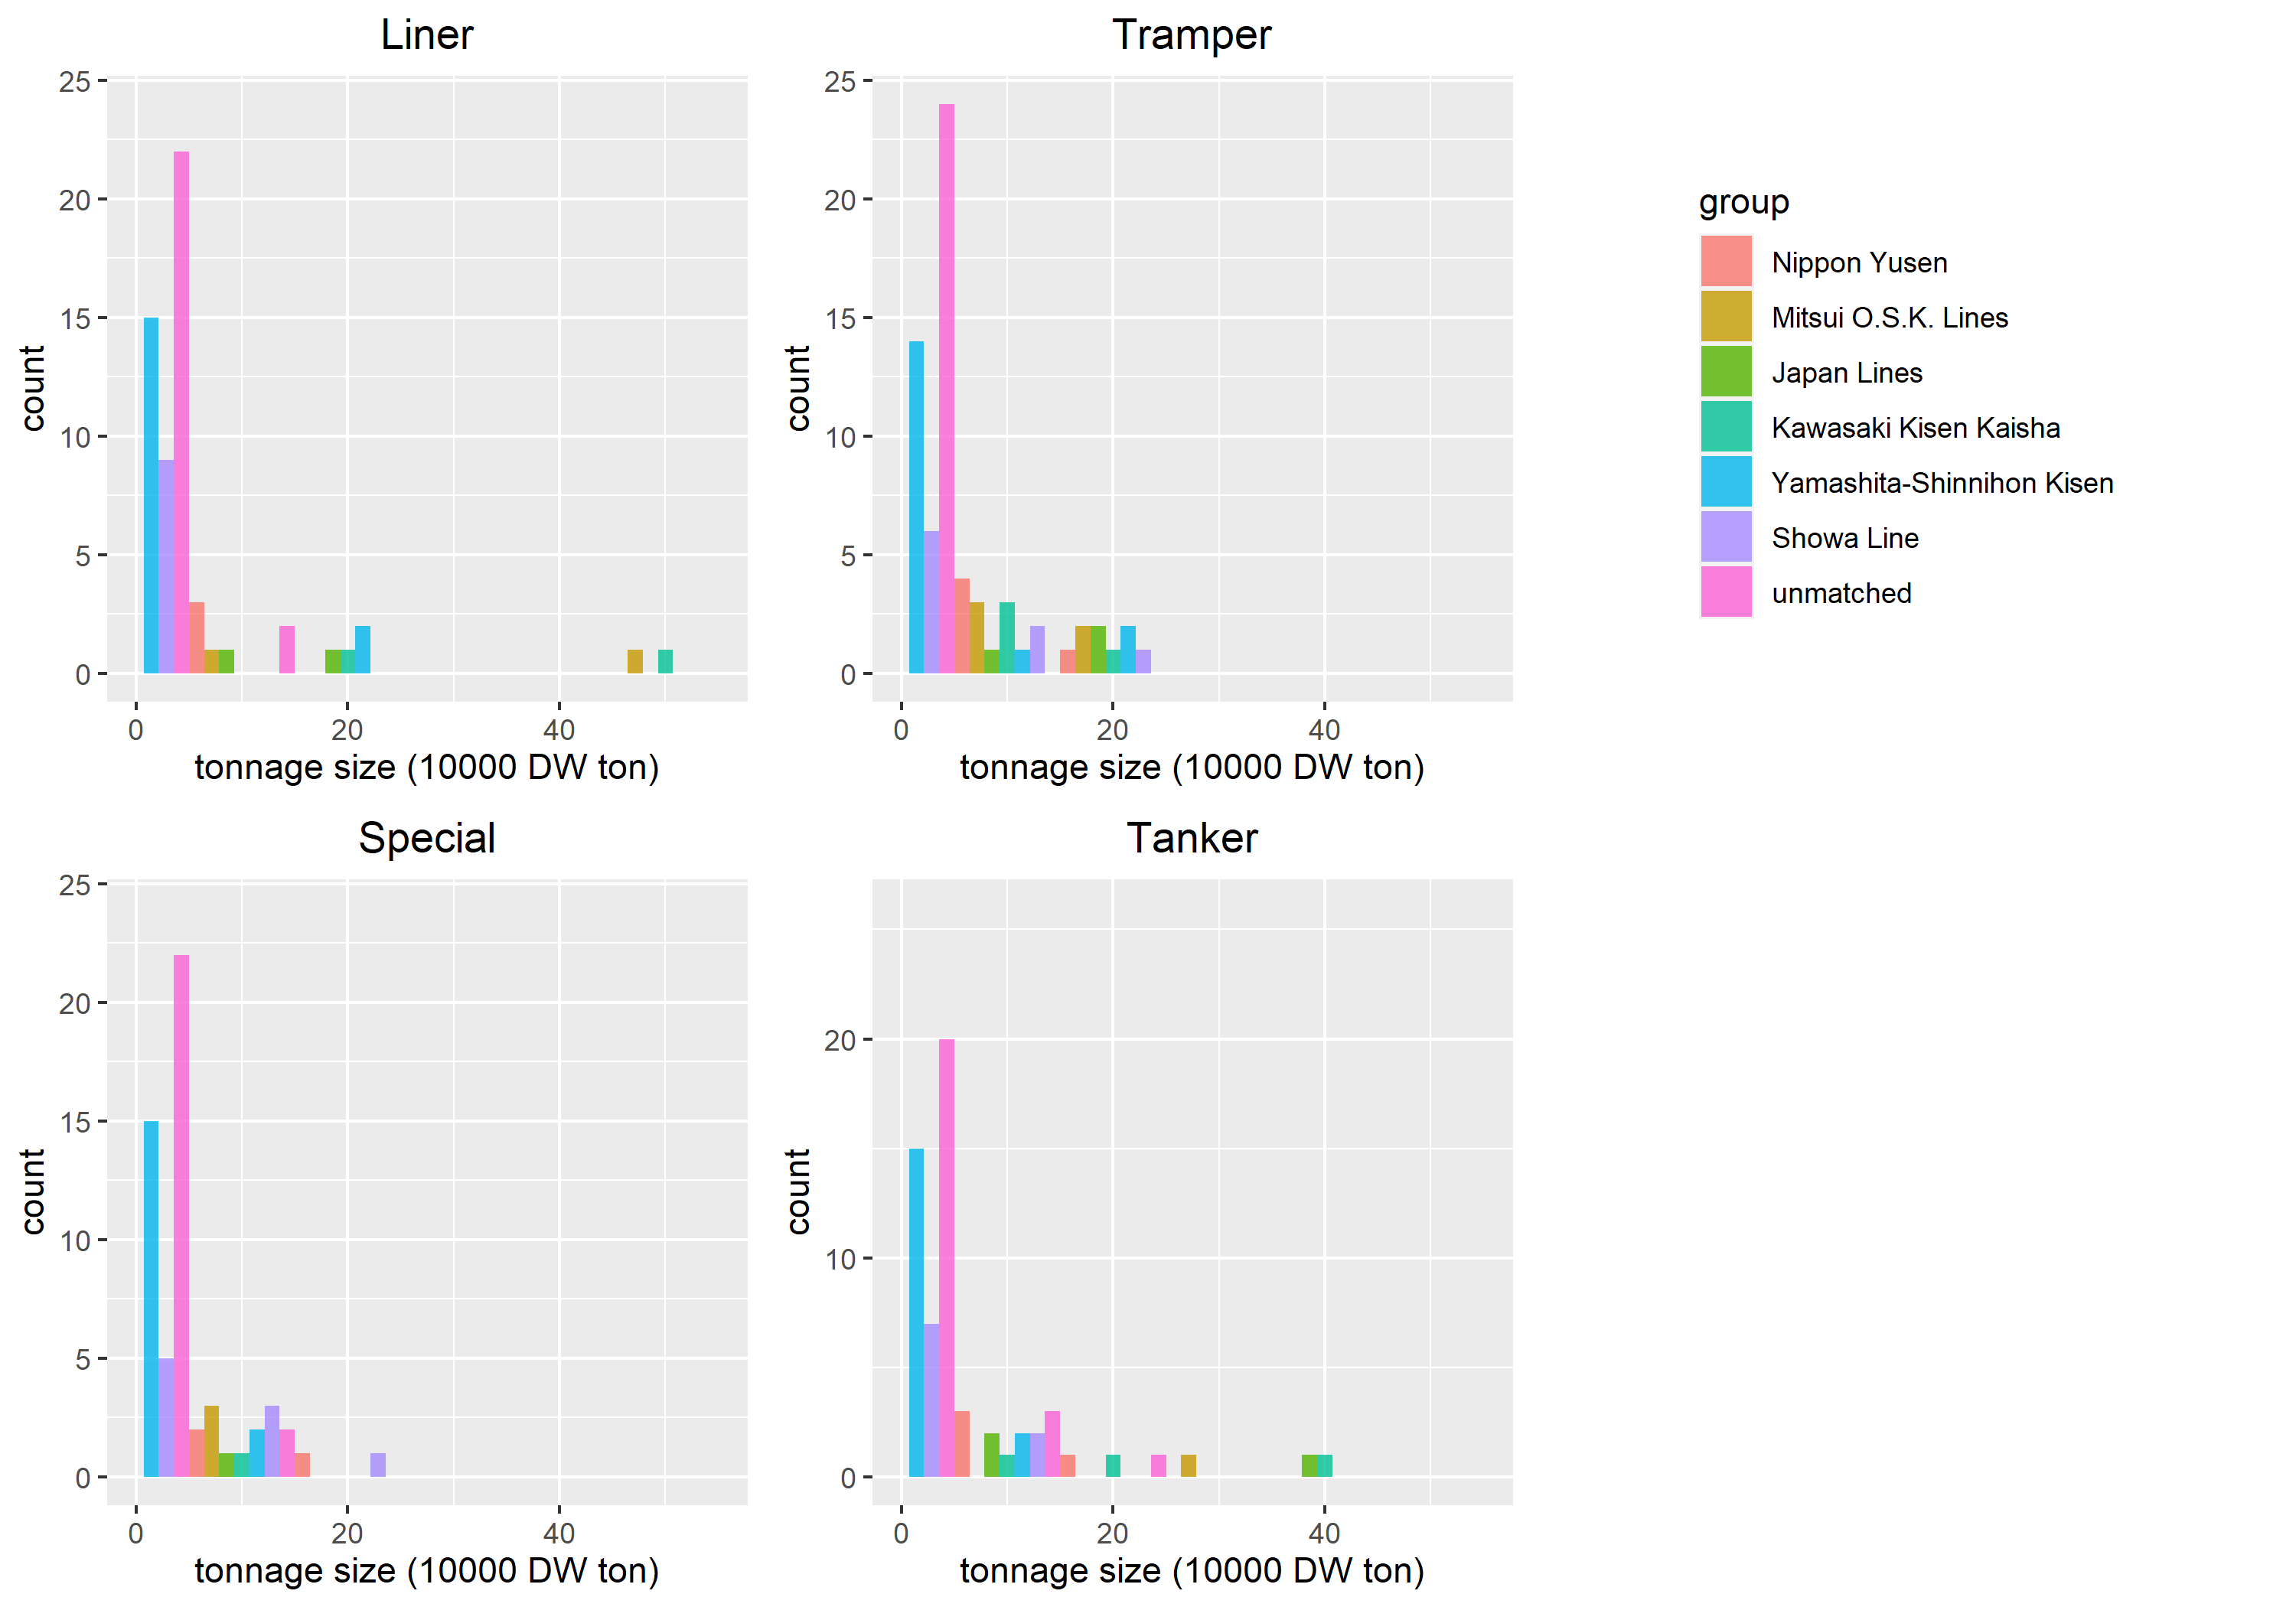 Liner
25
20
15
10
5
0
count
0 20 40
tonnage size (10000 DW ton)
Tramper
25
20
15
10
5
0
count
0 20 40
tonnage size (10000 DW ton)
group
Nippon Yusen
Mitsui O.S.K. Lines
Japan Lines
Kawasaki Kisen Kaisha
Yamashita-Shinnihon Kisen
Showa Line
unmatched
Special
25
20
15
10
5
0
count
0 20 40
tonnage size (10000 DW ton)
Tanker
20
10
0
count
0 20 40
tonnage size (10000 DW ton)